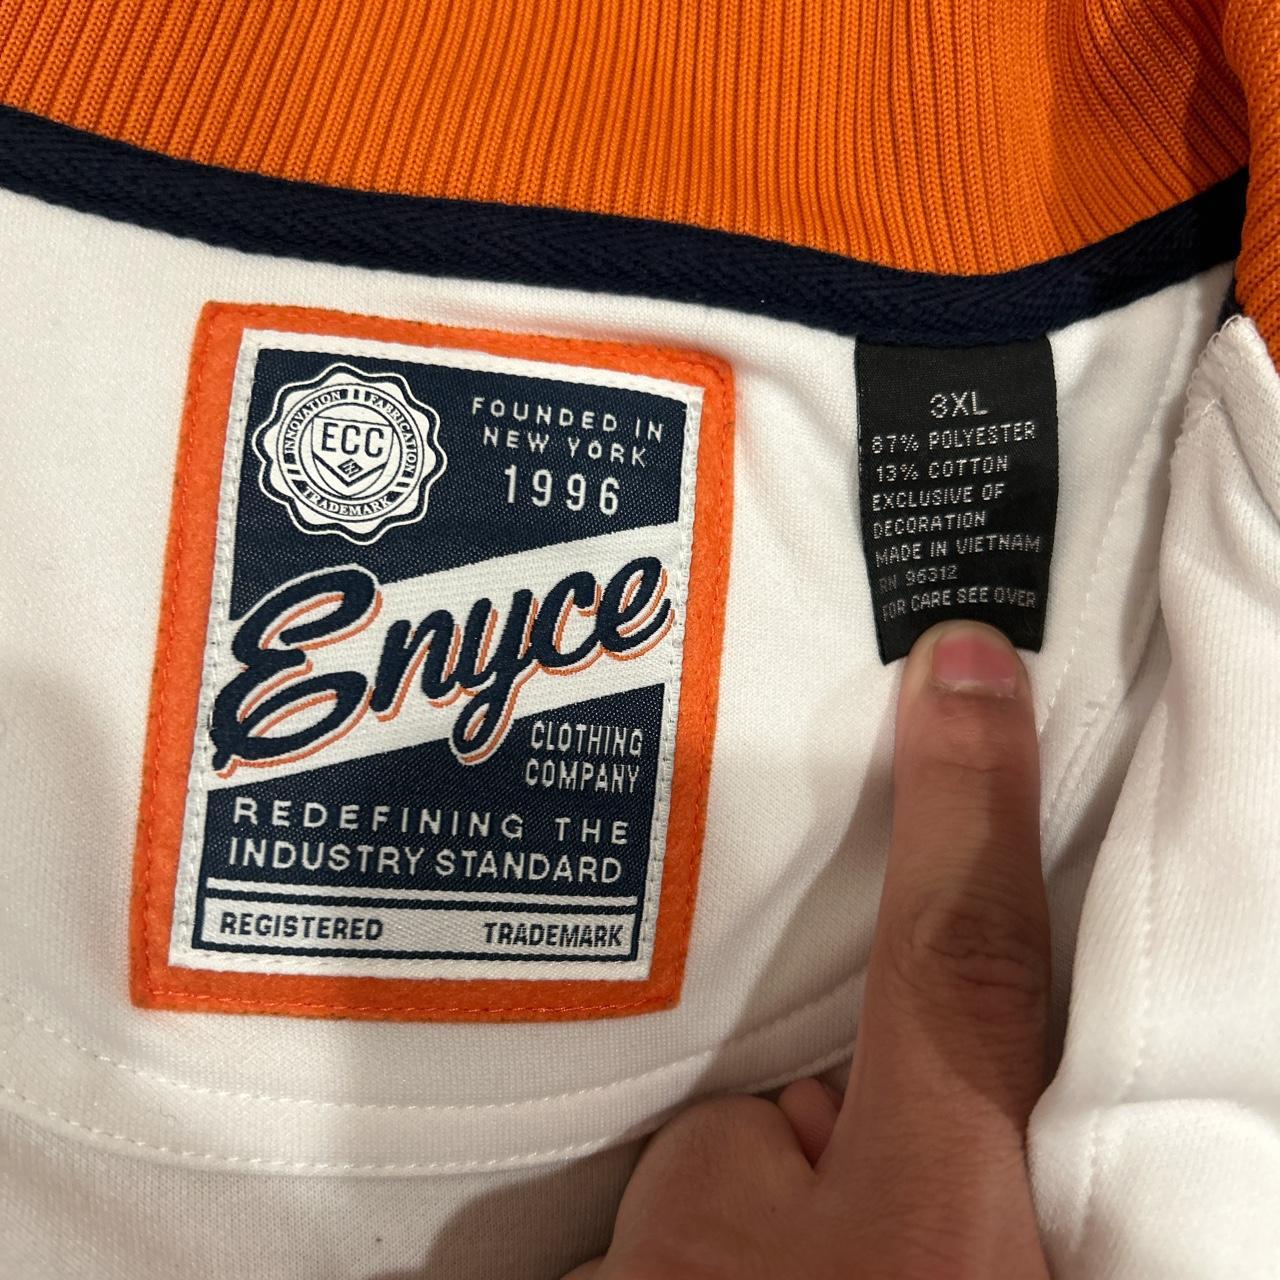 INNOVATION FABRICATION
ECC
TRADEMARK
FOUNDED IN
NEW YORK
1996
Enyce
CLOTHING
COMPANY
REDEFINING THE
INDUSTRY STANDARD
REGISTERED TRADEMARK
3XL
87% POLYESTER
13% COTTON
EXCLUSIVE OF
DECORATION
MADE IN VIETNAM
RN 96312
FOR CARE SEE OVER